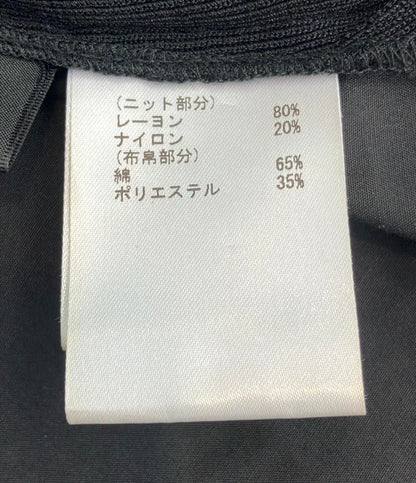 (ニット部分)
レーヨン 80%
ナイロン 20%
(布帛部分)
綿 65%
ポリエステル 35%